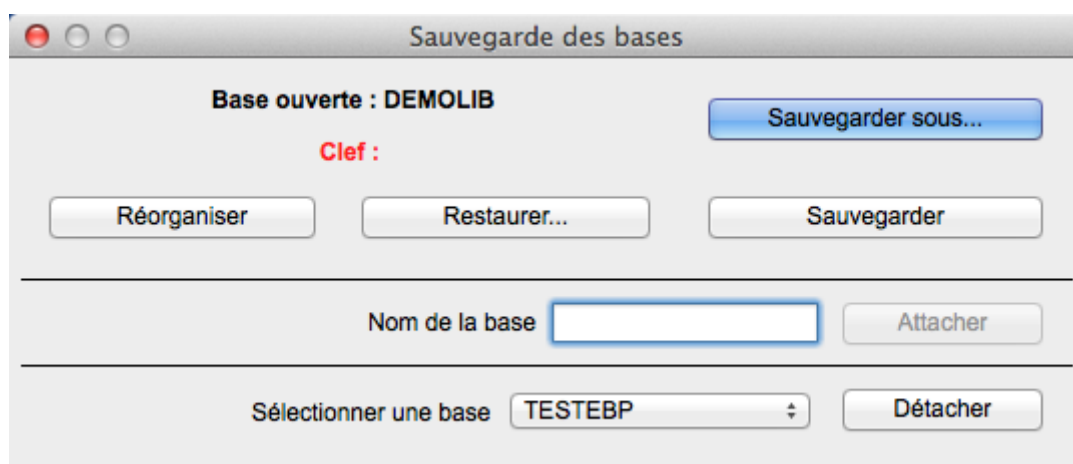 Sauvegarde des bases
Base ouverte : DEMOLIB
Sauvegarder sous...
Clef :
Réorganiser
Restaurer...
Sauvegarder
Nom de la base
Attacher
Sélectionner une base
TESTEBP
Détacher